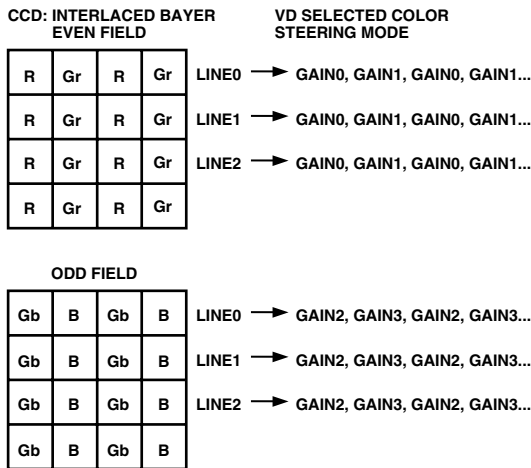 CCD: INTERLACED BAYER
EVEN FIELD
VD SELECTED COLOR
STEERING MODE
R Gr R Gr LINE0 GAIN0, GAIN1, GAIN0, GAIN1...
R Gr R Gr LINE1 GAIN0, GAIN1, GAIN0, GAIN1...
R Gr R Gr LINE2 GAIN0, GAIN1, GAIN0, GAIN1...
R Gr R Gr
ODD FIELD
Gb B Gb B LINE0 GAIN2, GAIN3, GAIN2, GAIN3...
Gb B Gb B LINE1 GAIN2, GAIN3, GAIN2, GAIN3...
Gb B Gb B LINE2 GAIN2, GAIN3, GAIN2, GAIN3...
Gb B Gb B